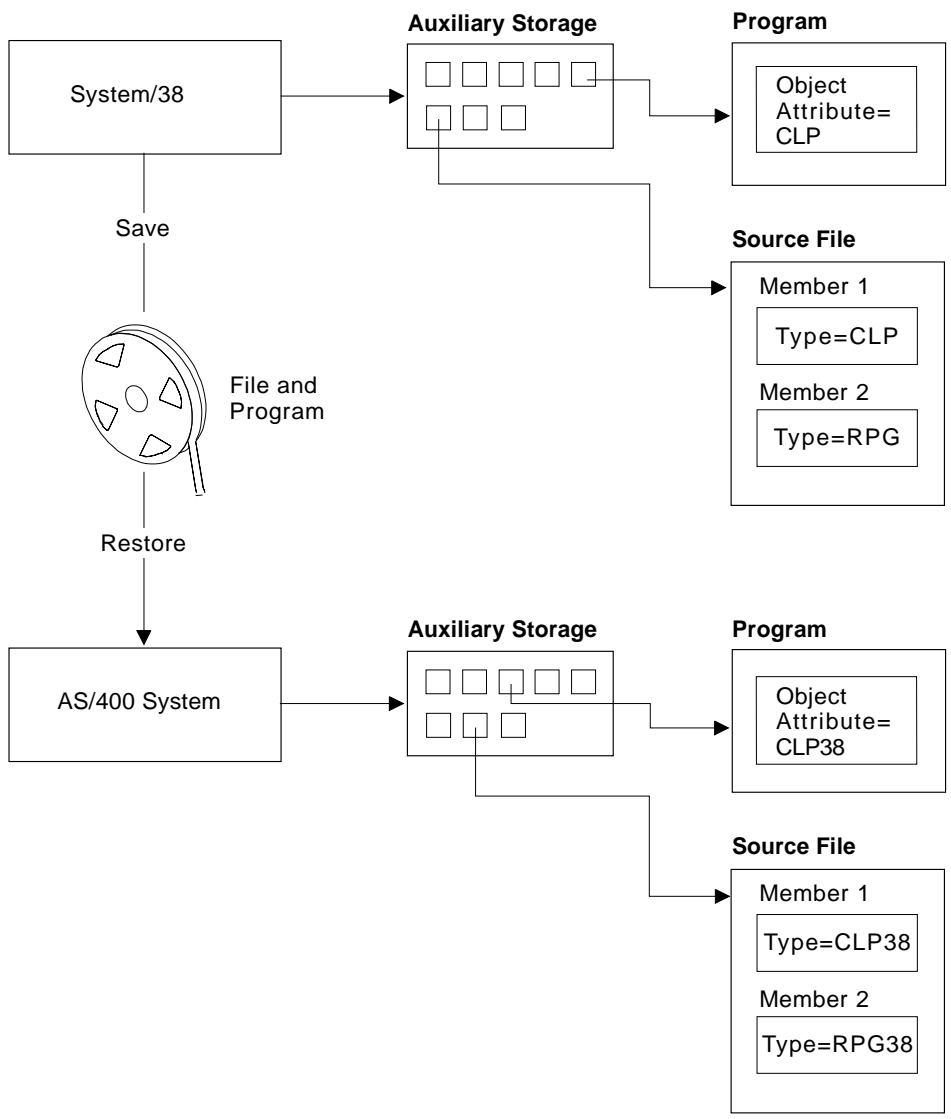 Auxiliary Storage
Program
System/38
Object
Attribute=
CLP
Save
Source File
Member 1
Type=CLP
File and
Program
Member 2
Type=RPG
Restore
Auxiliary Storage
Program
AS/400 System
Object
Attribute=
CLP38
Source File
Member 1
Type=CLP38
Member 2
Type=RPG38